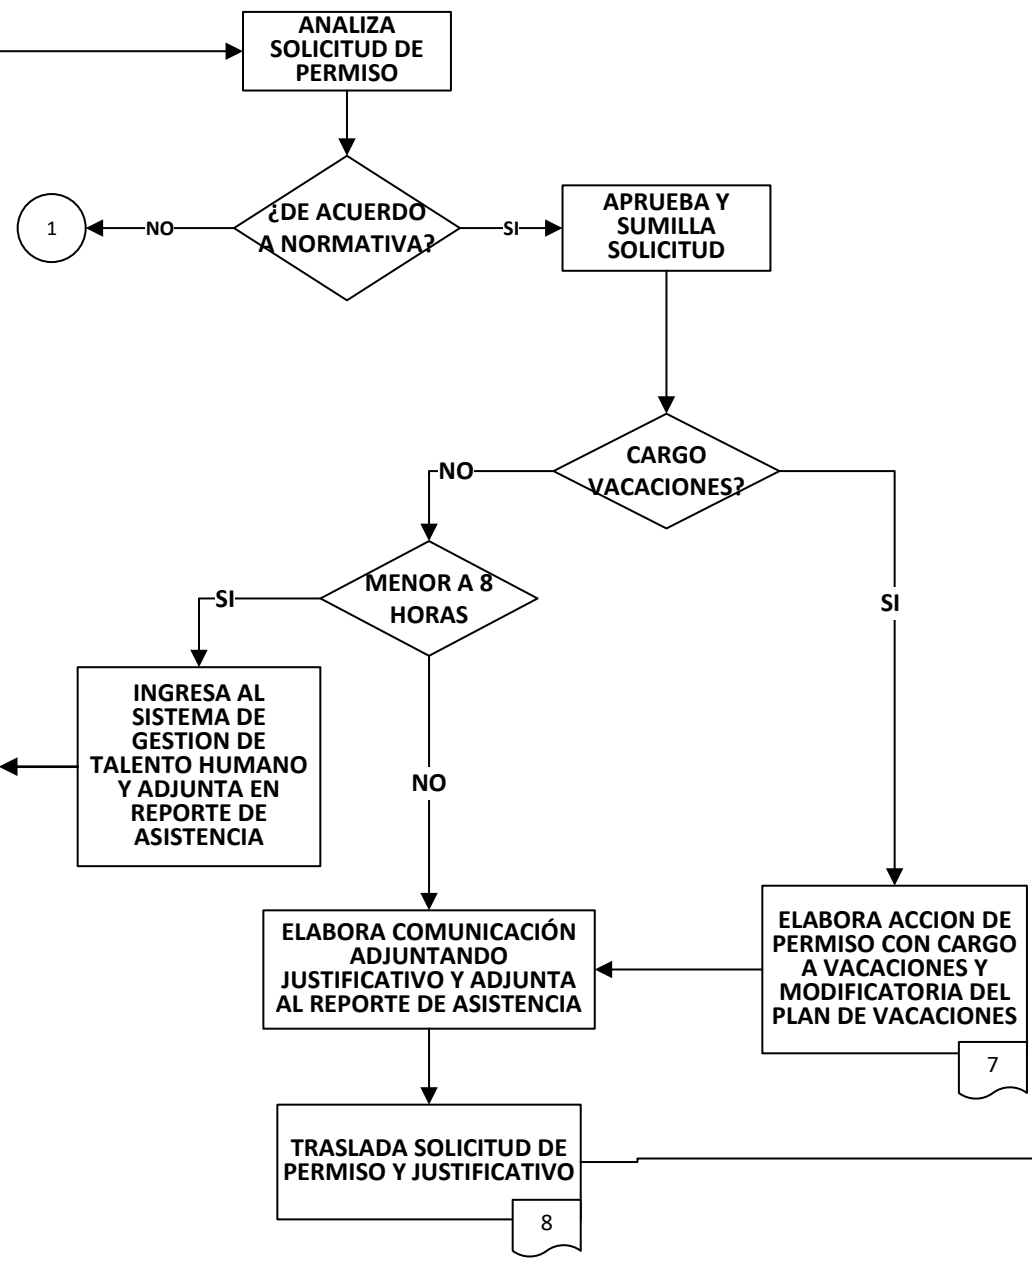 ANALIZA
SOLICITUD DE
PERMISO
¿DE ACUERDO
A NORMATIVA?
NO
1
SI
APRUEBA Y
SUMILLA
SOLICITUD
CARGO
VACACIONES?
NO
MENOR A 8
HORAS
SI
SI
INGRESA AL
SISTEMA DE
GESTION DE
TALENTO HUMANO
Y ADJUNTA EN
REPORTE DE
ASISTENCIA
NO
ELABORA COMUNICACIÓN
ADJUNTANDO
JUSTIFICATIVO Y ADJUNTA
AL REPORTE DE ASISTENCIA
ELABORA ACCION DE
PERMISO CON CARGO
A VACACIONES Y
MODIFICATORIA DEL
PLAN DE VACACIONES
7
TRASLADA SOLICITUD DE
PERMISO Y JUSTIFICATIVO
8